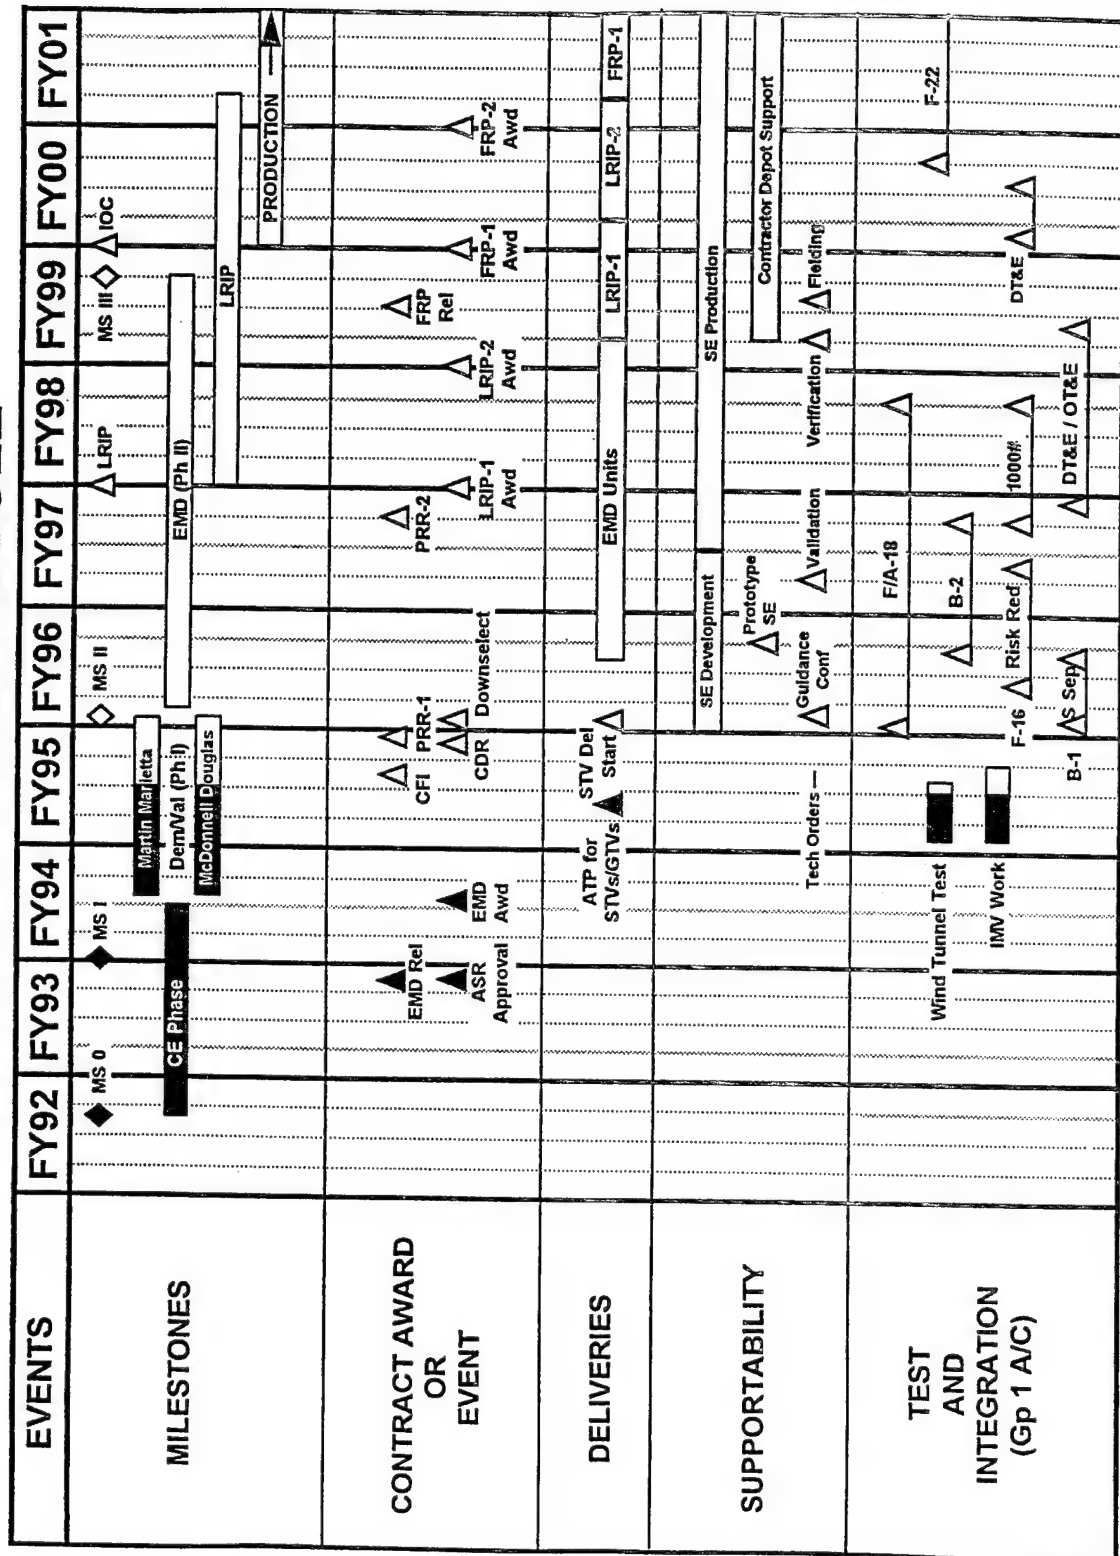 EVENTS FY92 FY93 FY94 FY95 FY96 FY97 FY98 FY99 FY00 FY01
MILESTONES
MS 0
MS I
MS II
LRIP
MS III
IOC
Martin Marietta
CE Phase
Dem/Val (Ph I)
EMD (Ph II)
McDonnell Douglas
LRIP
PRODUCTION
CONTRACT AWARD
OR
EVENT
EMD Rel
CFI
PRR-1
PRR-2
FRP
Rel
ASR
Approval
EMD
Awd
CDR
Downselect
LRIP-1
Awd
LRIP-2
Awd
FRP-1
Awd
FRP-2
Awd
DELIVERIES
ATP for
STVs/GTVs
STV Del
Start
EMD Units
LRIP-1
LRIP-2
FRP-1
SUPPORTABILITY
SE Development
SE Production
Prototype
SE
Contractor Depot Support
Tech Orders
Guidance
Conf
Validation
Verification
Fielding
TEST
AND
INTEGRATION
(Gp 1 A/C)
Wind Tunnel Test
F/A-18
F-22
B-2
IMV Work
F-16
Risk Red
1000#
DT&E
B-1
S Sep
DT&E / OT&E